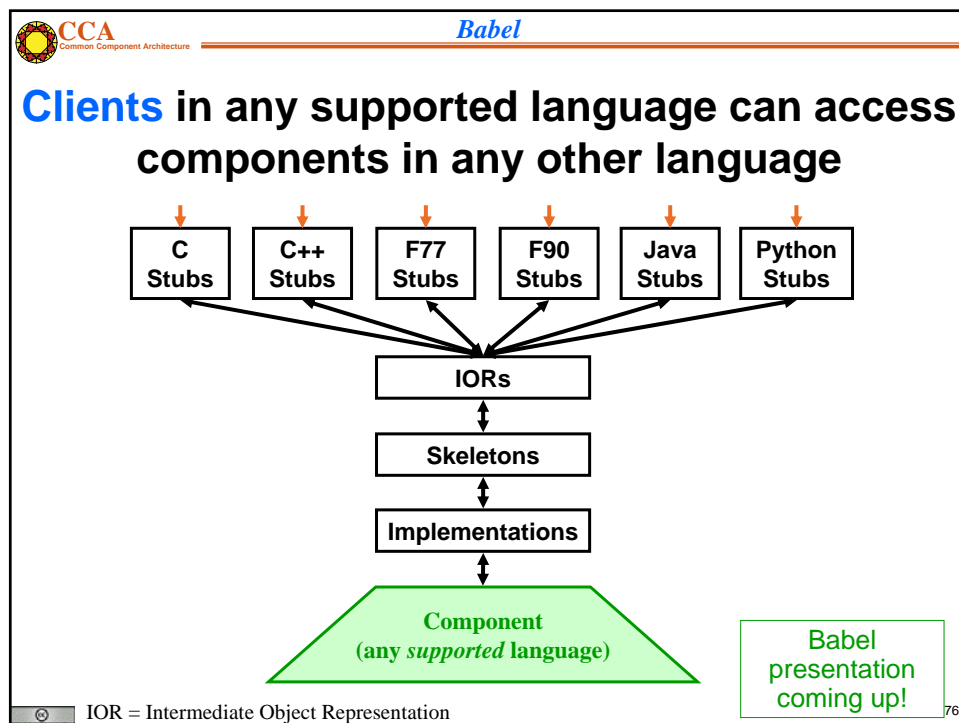 CCA
Common Component Architecture
Babel
Clients in any supported language can access
components in any other language
C
Stubs
C++
Stubs
F77
Stubs
F90
Stubs
Java
Stubs
Python
Stubs
IORs
Skeletons
Implementations
Component
(any supported language)
Babel
presentation
coming up!
cc
IOR = Intermediate Object Representation
76